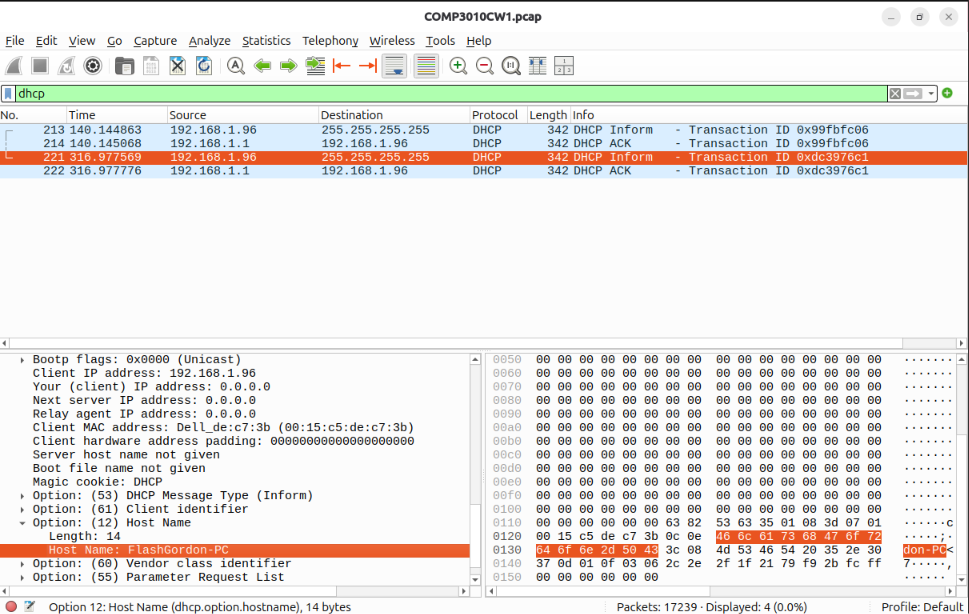 COMP3010CW1.pcap
File Edit View Go Capture Analyze Statistics Telephony Wireless Tools Help
dhcp
No. Time Source Destination Protocol Length Info
213 140.144863 192.168.1.96 255.255.255.255 DHCP 342 DHCP Inform - Transaction ID 0x99fbfc06
214 140.145068 192.168.1.1 192.168.1.96 DHCP 342 DHCP ACK - Transaction ID 0x99fbfc06
221 316.977569 192.168.1.96 255.255.255.255 DHCP 342 DHCP Inform - Transaction ID 0xdc3976c1
222 316.977776 192.168.1.1 192.168.1.96 DHCP 342 DHCP ACK - Transaction ID 0xdc3976c1
Bootp flags: 0x0000 (Unicast)
Client IP address: 192.168.1.96
Your (client) IP address: 0.0.0.0
Next server IP address: 0.0.0.0
Relay agent IP address: 0.0.0.0
Client MAC address: Dell_de:c7:3b (00:15:c5:de:c7:3b)
Client hardware address padding: 00000000000000000000
Server host name not given
Boot file name not given
Magic cookie: DHCP
Option: (53) DHCP Message Type (Inform)
Option: (61) Client identifier
Option: (12) Host Name
Length: 14
Host Name: FlashGordon-PC
Option: (60) Vendor class identifier
Option: (55) Parameter Request List
0050 00 00 00 00 00 00 00 00 00 00 00 00 00 00 00 00 ·······
0060 00 00 00 00 00 00 00 00 00 00 00 00 00 00 00 00 ·······
0070 00 00 00 00 00 00 00 00 00 00 00 00 00 00 00 00 ·······
0080 00 00 00 00 00 00 00 00 00 00 00 00 00 00 00 00 ·······
0090 00 00 00 00 00 00 00 00 00 00 00 00 00 00 00 00 ·······
00a0 00 00 00 00 00 00 00 00 00 00 00 00 00 00 00 00 ·······
00b0 00 00 00 00 00 00 00 00 00 00 00 00 00 00 00 00 ·······
00c0 00 00 00 00 00 00 00 00 00 00 00 00 00 00 00 00 ·······
00d0 00 00 00 00 00 00 00 00 00 00 00 00 00 00 00 00 ·······
00e0 00 00 00 00 00 00 00 00 00 00 00 00 00 00 00 00 ·······
00f0 00 00 00 00 00 00 00 00 00 00 00 00 00 00 00 00 ·······
0100 00 00 00 00 00 00 00 00 00 00 00 00 00 00 00 00 ·······
0110 00 00 00 00 00 00 63 82 53 63 35 01 08 3d 07 01 ······c
0120 00 15 c5 de c7 3b 0c 0e 46 6c 61 73 68 47 6f 72 ·····;·
0130 64 6f 6e 2d 50 43 3c 08 4d 53 46 54 20 35 2e 30 don-PC<
0140 37 0d 01 0f 03 06 2c 2e 2f 1f 21 79 f9 2b fc ff 7·····,
0150 00 00 00 00 00 00 ······
Option 12: Host Name (dhcp.option.hostname), 14 bytes
Packets: 17239 · Displayed: 4 (0.0%)
Profile: Default